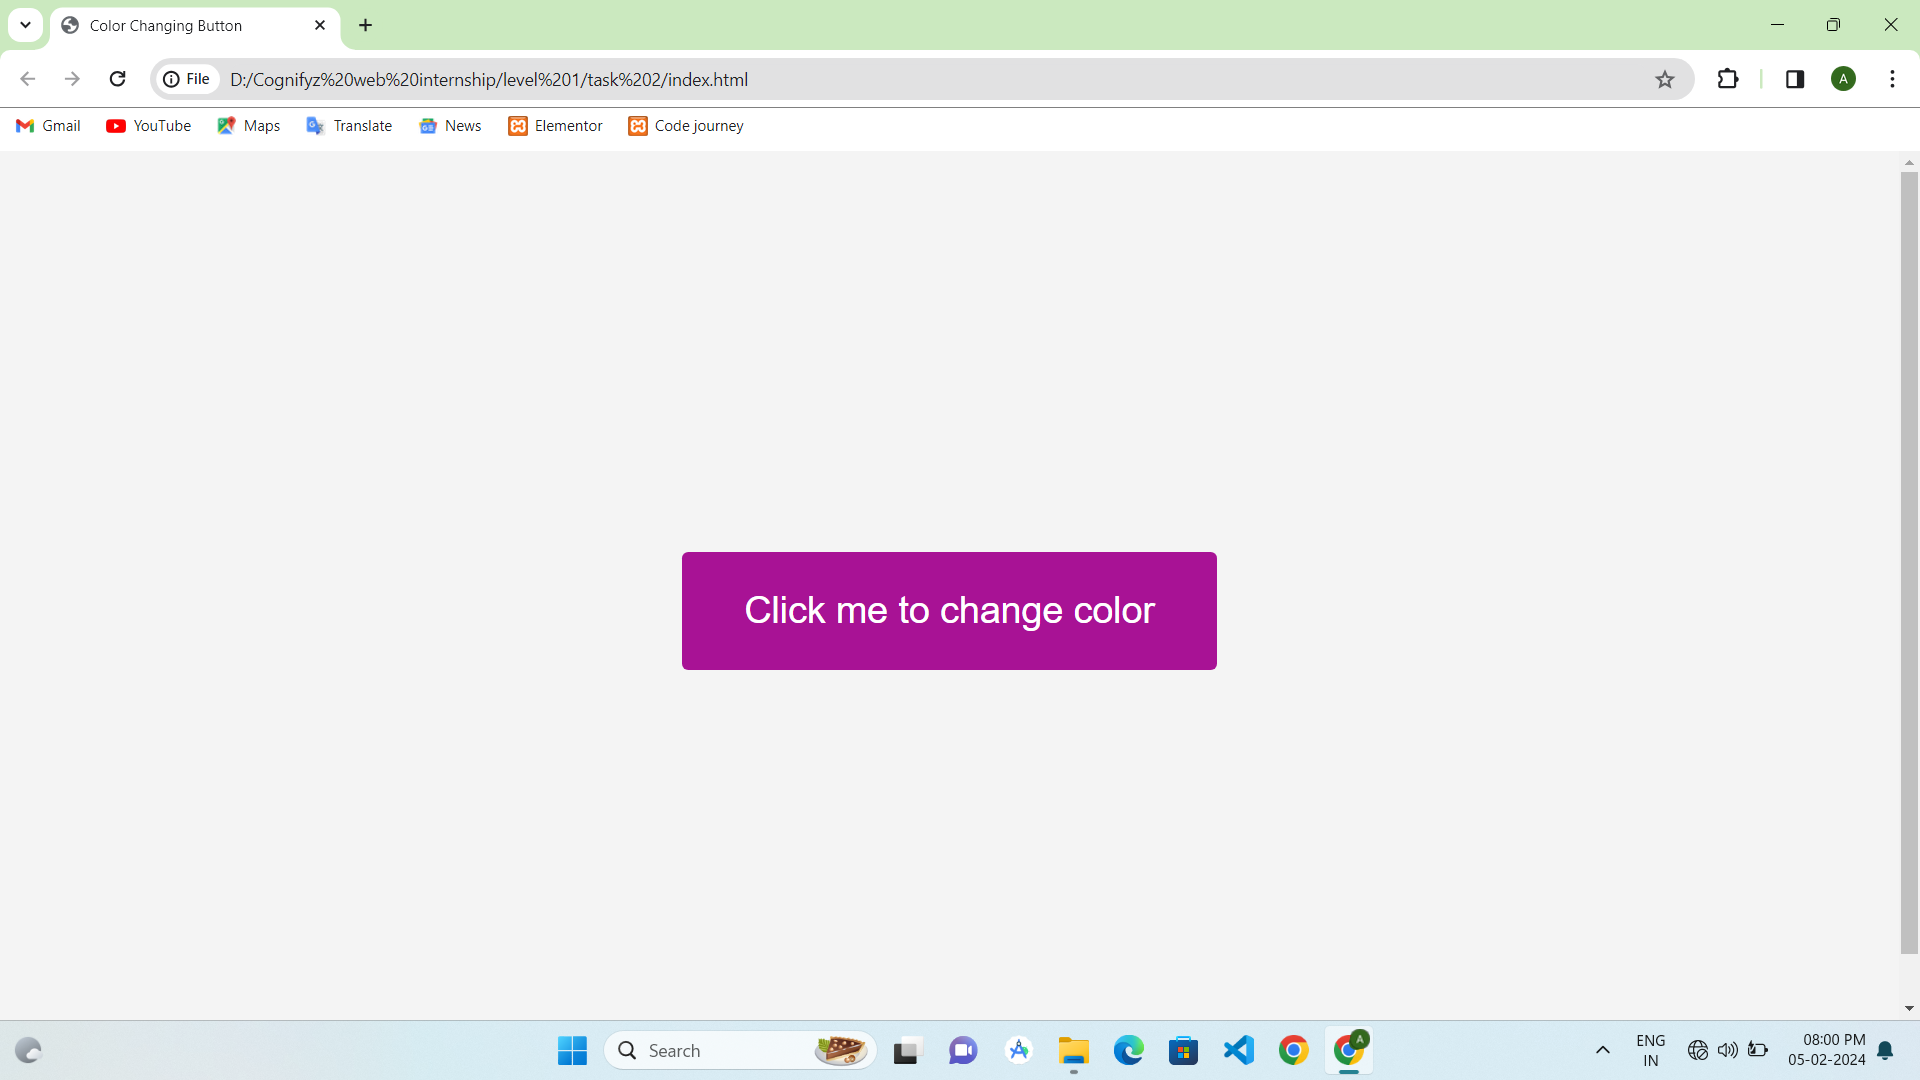 Color Changing Button
File D:/Cognifyz%20web%20internship/level%201/task%202/index.html
A
Gmail YouTube Maps Translate News Elementor Code journey
Click me to change color
Search
A
ENG
IN
08:00 PM
05-02-2024